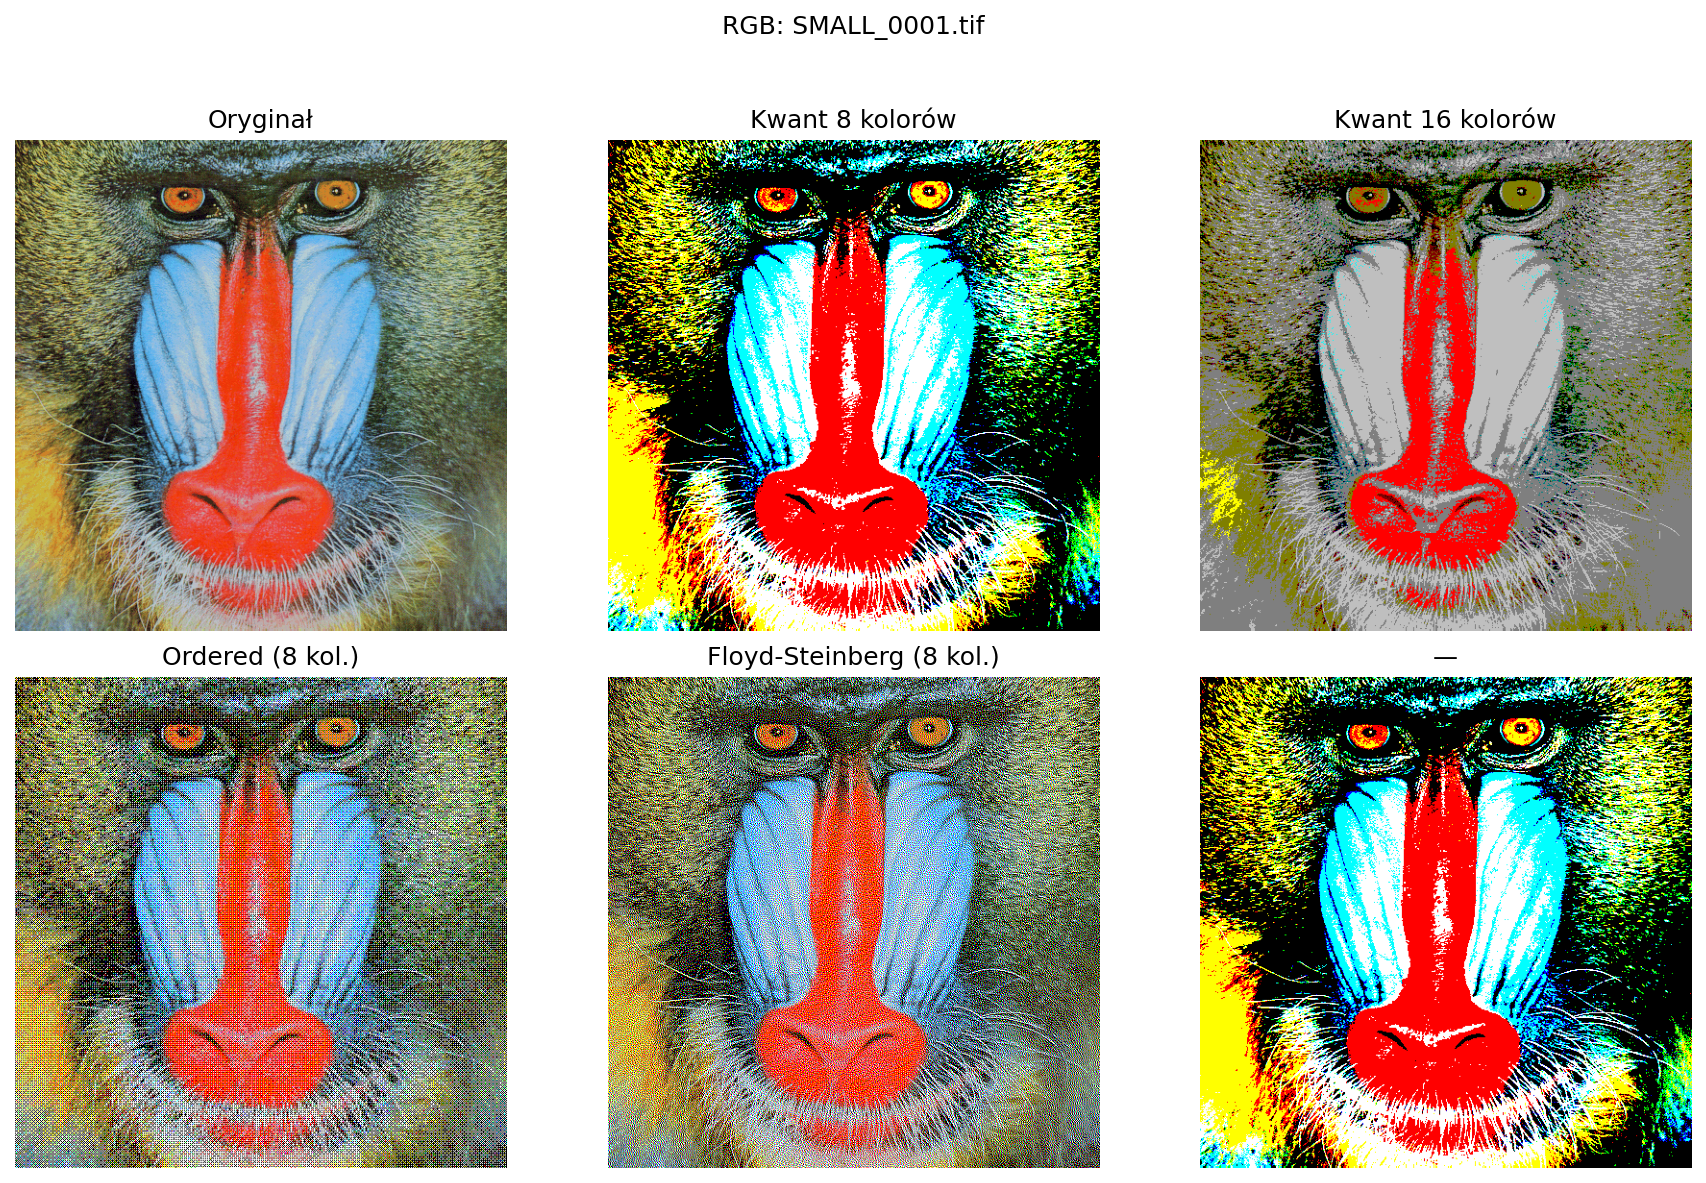 RGB: SMALL_0001.tif
Oryginał
Kwant 8 kolorów
Kwant 16 kolorów
Ordered (8 kol.)
Floyd-Steinberg (8 kol.)
—